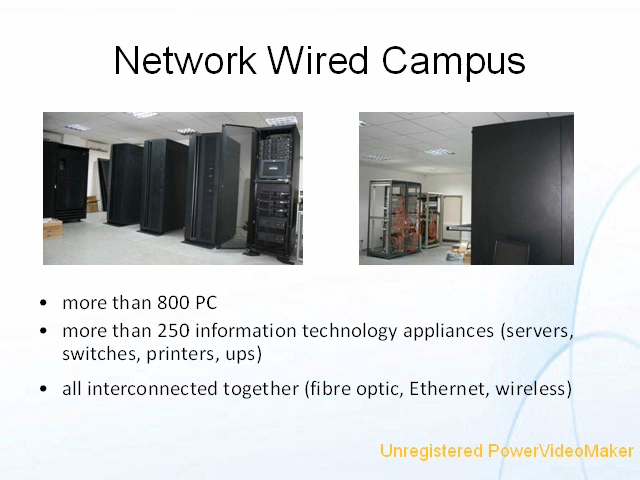 Network Wired Campus
• more than 800 PC
• more than 250 information technology appliances (servers,
switches, printers, ups)
• all interconnected together (fibre optic, Ethernet, wireless)
Unregistered PowerVideoMaker